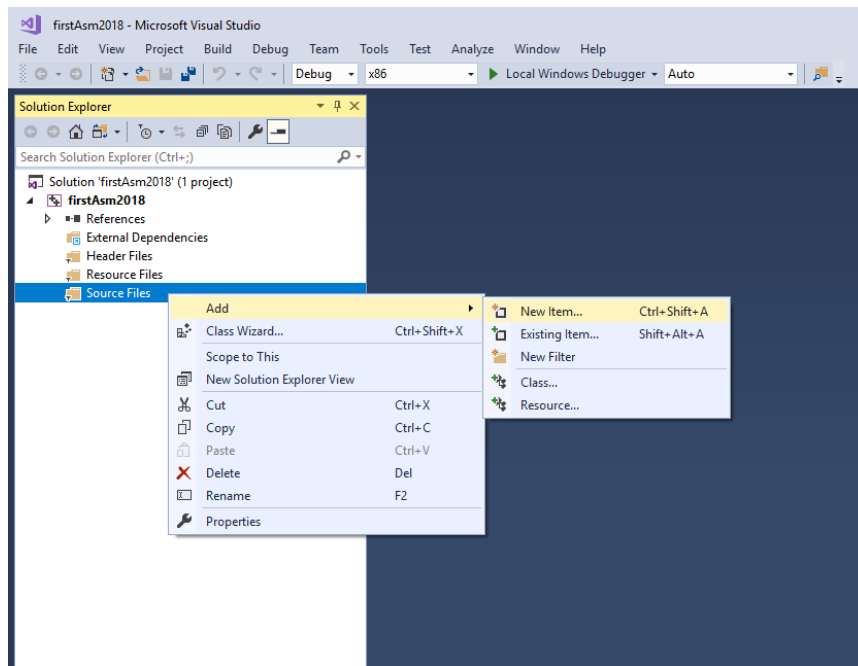 firstAsm2018 - Microsoft Visual Studio
File Edit View Project Build Debug Team Tools Test Analyze Window Help
Debug x86 Local Windows Debugger Auto
Solution Explorer
Search Solution Explorer (Ctrl+;)
Solution 'firstAsm2018' (1 project)
firstAsm2018
References
External Dependencies
Header Files
Resource Files
Source Files
Add
Class Wizard... Ctrl+Shift+X
Scope to This
New Solution Explorer View
Cut Ctrl+X
Copy Ctrl+C
Paste Ctrl+V
Delete Del
Rename F2
Properties
New Item... Ctrl+Shift+A
Existing Item... Shift+Alt+A
New Filter
Class...
Resource...